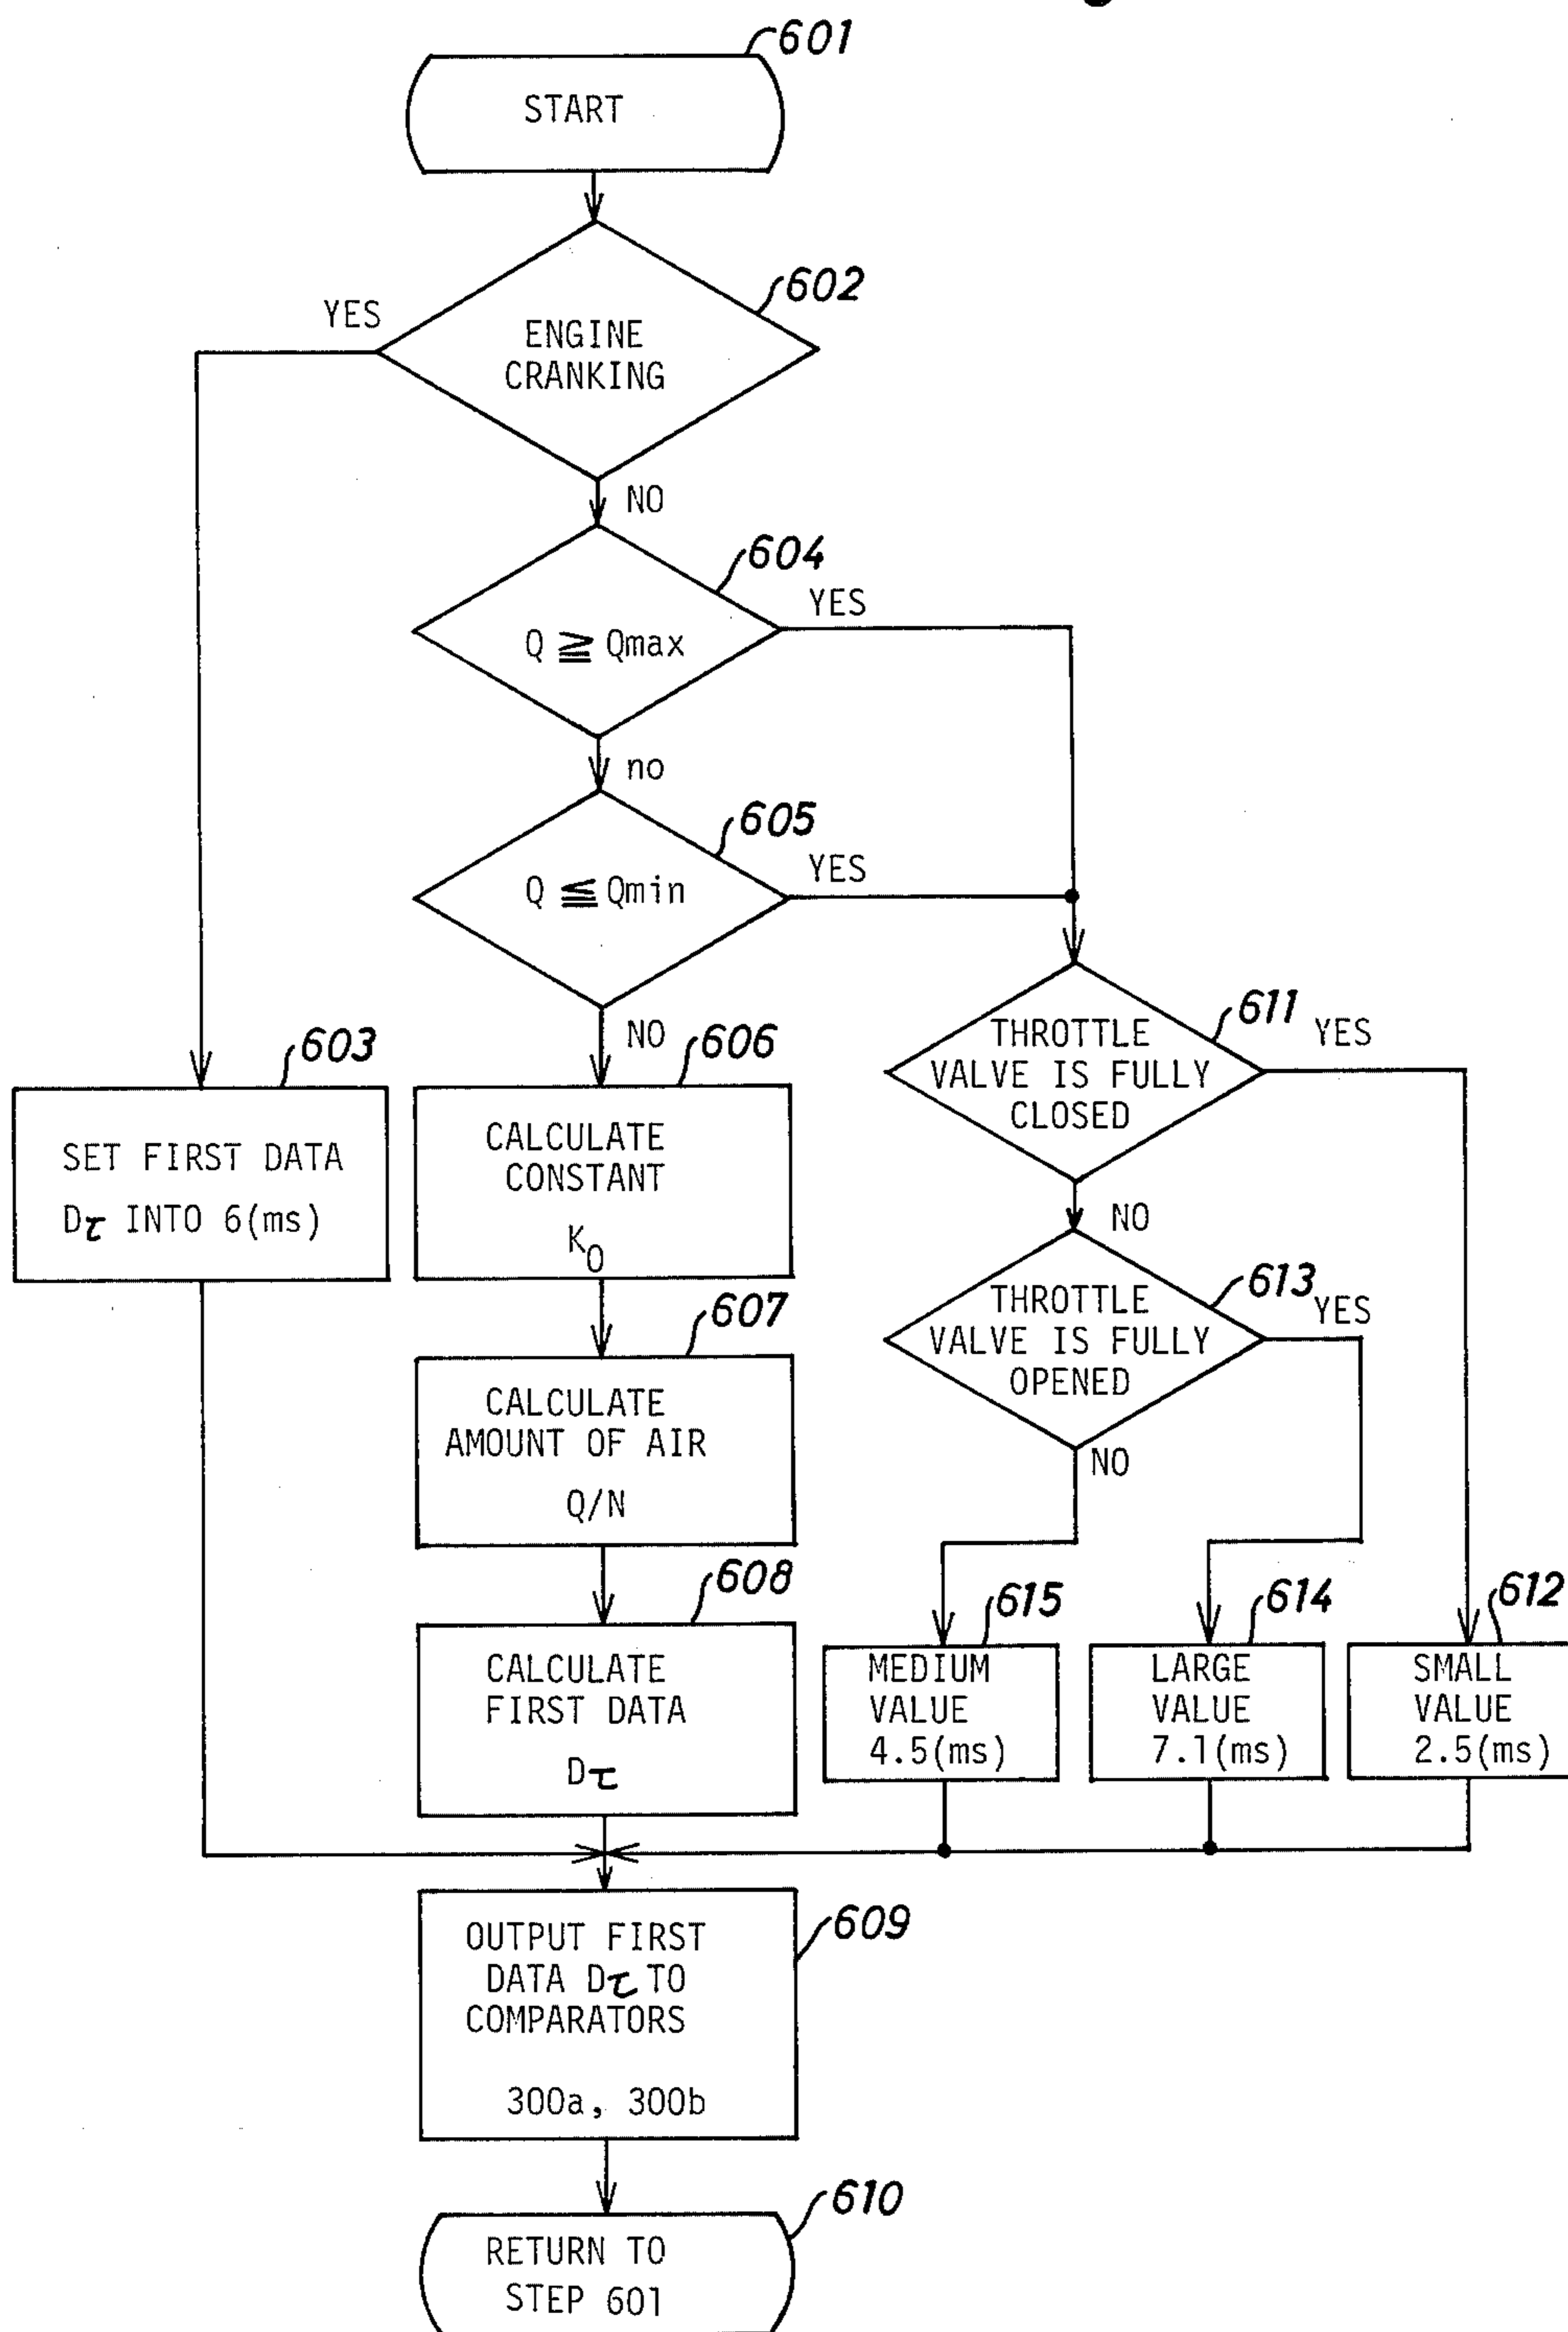 601
START
602
YES
ENGINE
CRANKING
NO
604
YES
Q ≧ Qmax
no
605
YES
Q ≦ Qmin
NO
603
SET FIRST DATA
Dτ INTO 6(ms)
606
CALCULATE
CONSTANT
K0
607
CALCULATE
AMOUNT OF AIR
Q/N
608
CALCULATE
FIRST DATA
Dτ
611
YES
THROTTLE
VALVE IS FULLY
CLOSED
NO
613
YES
THROTTLE
VALVE IS FULLY
OPENED
NO
615
MEDIUM
VALUE
4.5(ms)
614
LARGE
VALUE
7.1(ms)
612
SMALL
VALUE
2.5(ms)
609
OUTPUT FIRST
DATA Dτ TO
COMPARATORS
300a, 300b
610
RETURN TO
STEP 601